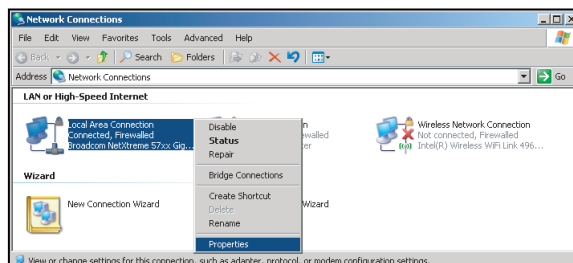 Network Connections
File Edit View Favorites Tools Advanced Help
Back Search Folders
Address Network Connections Go
LAN or High-Speed Internet
Local Area Connection
Connected, Firewalled
Broadcom NetXtreme 57xx Gig...
n
ewalled
ter
Wireless Network Connection
Not connected, Firewalled
Intel(R) Wireless WiFi Link 496...
Disable
Status
Repair
Bridge Connections
Create Shortcut
Delete
Rename
Properties
Wizard
New Connection Wizard
Wizard
View or change settings for this connection, such as adapter, protocol, or modem configuration settings.